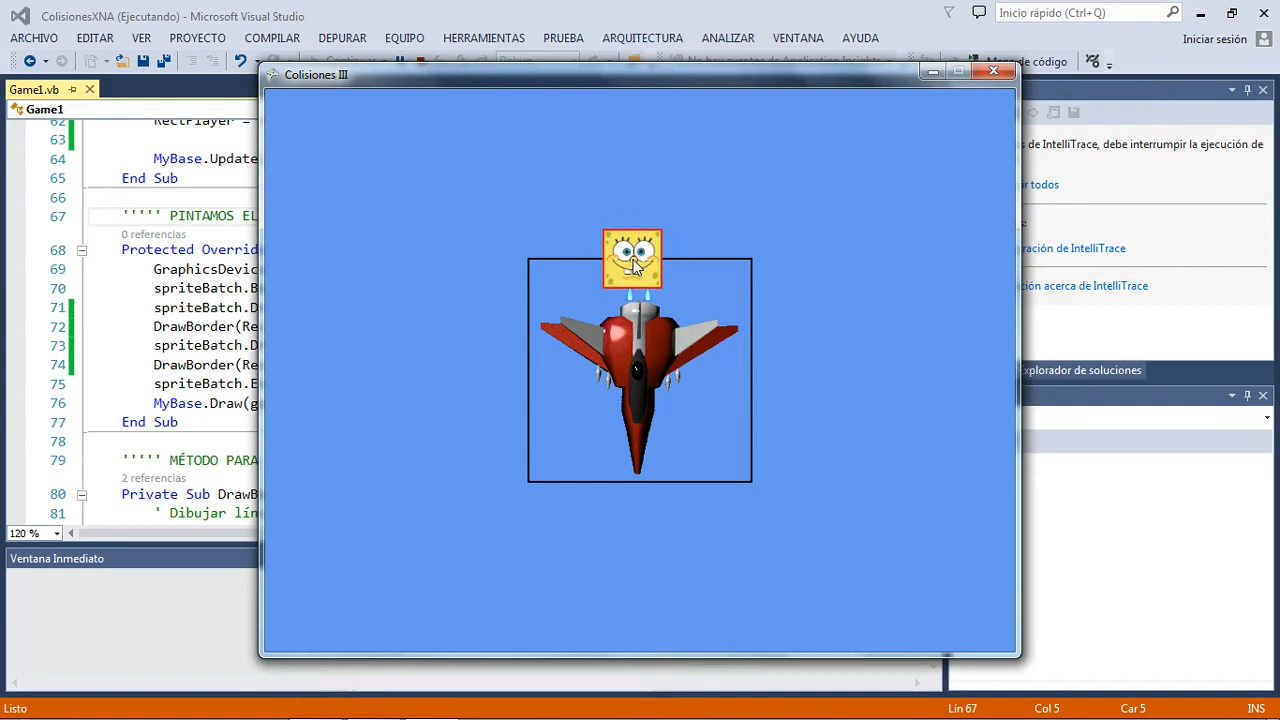 ColisionesXNA (Ejecutando) - Microsoft Visual Studio
Inicio rápido (Ctrl+Q)
ARCHIVO EDITAR VER PROYECTO COMPILAR DEPURAR EQUIPO HERRAMIENTAS PRUEBA ARQUITECTURA ANALIZAR VENTANA AYUDA
Iniciar sesión
de código
Game1.vb
Colisiones III
Game1
62 RectPlayer =
63
64 MyBase.Update
65 End Sub
66
67 ''''' PINTAMOS EL
0 referencias
68 Protected Overrid
69 GraphicsDevic
70 spriteBatch.B
71 spriteBatch.D
72 DrawBorder(Re
73 spriteBatch.D
74 DrawBorder(Re
75 spriteBatch.E
76 MyBase.Draw(g
77 End Sub
78
79 ''''' MÉTODO PARA
2 referencias
80 Private Sub DrawB
81 ' Dibujar lín
120 %
s de IntelliTrace, debe interrumpir la ejecución de
ir todos
s:
ración de IntelliTrace
ación acerca de IntelliTrace
xplorador de soluciones
Ventana Inmediato
Listo
Lín 67 Col 5 Car 5 INS